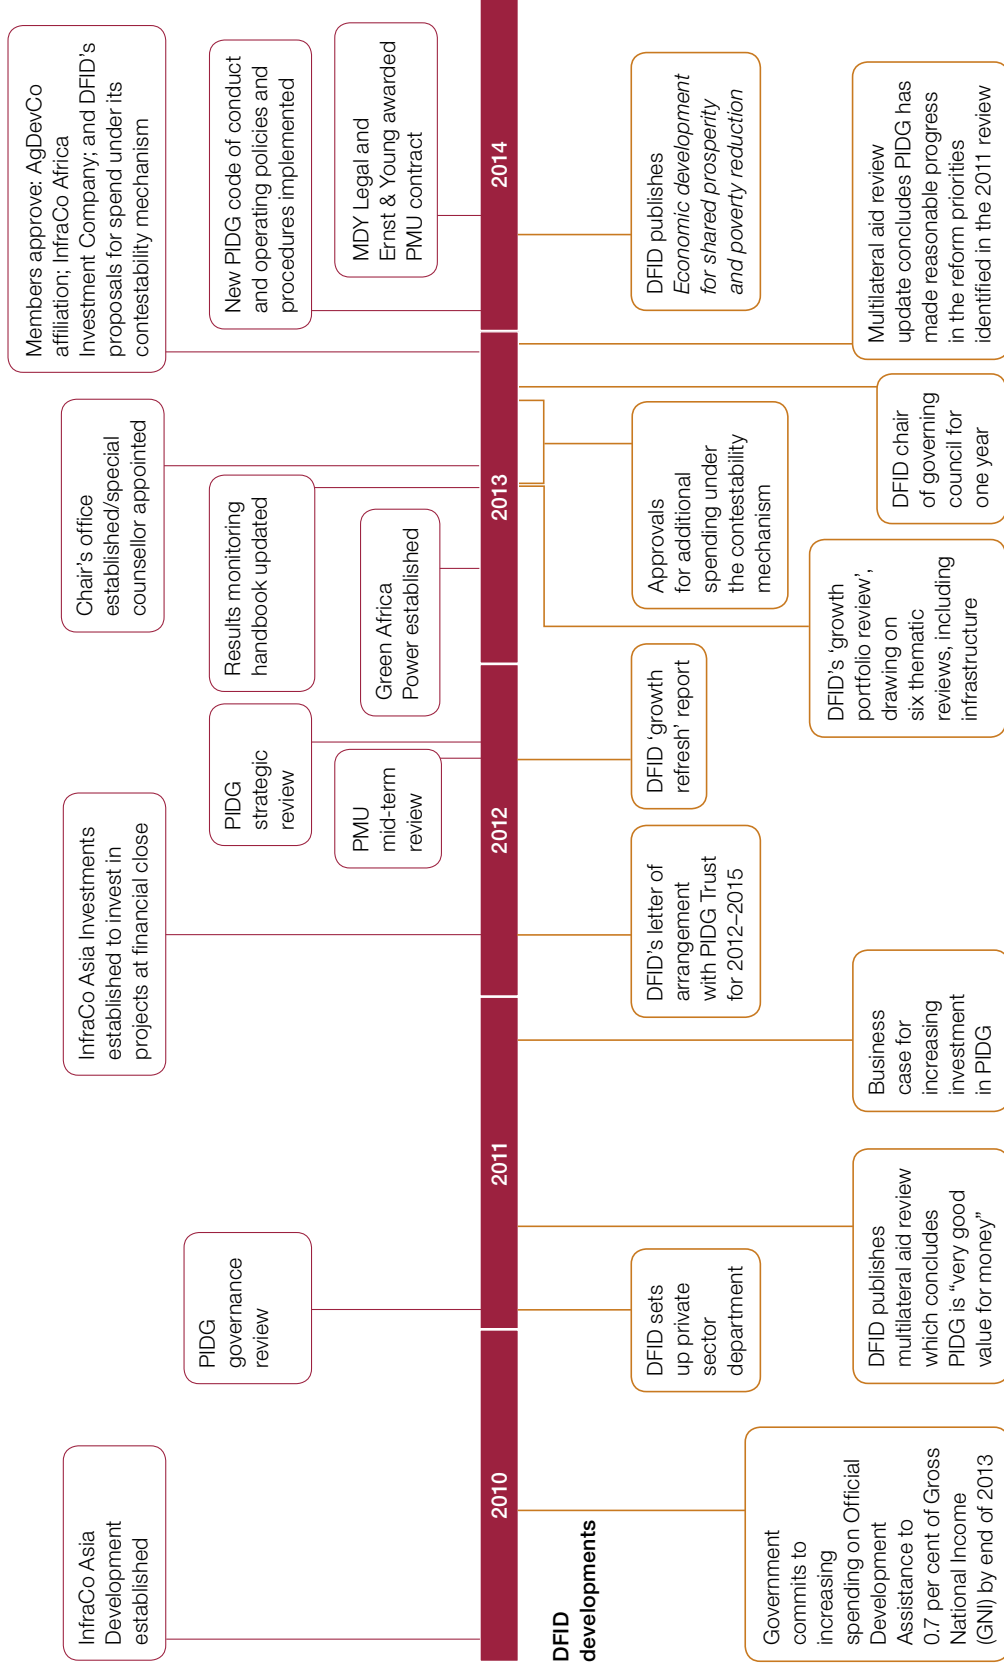 InfraCo Asia
Development
established
PIDG
governance
review
InfraCo Asia Investments
established to invest in
projects at financial close
PIDG
strategic
review
PMU
mid-term
review
Chair’s office
established/special
counsellor appointed
Results monitoring
handbook updated
Green Africa
Power established
Members approve: AgDevCo
affiliation; InfraCo Africa
Investment Company; and DFID’s
proposals for spend under its
contestability mechanism
New PIDG code of conduct
and operating policies and
procedures implemented
MDY Legal and
Ernst & Young awarded
PMU contract
2010
2011
2012
2013
2014
DFID
developments
Government
commits to
increasing
spending on Official
Development
Assistance to
0.7 per cent of Gross
National Income
(GNI) by end of 2013
DFID sets
up private
sector
department
DFID publishes
multilateral aid review
which concludes
PIDG is “very good
value for money”
Business
case for
increasing
investment
in PIDG
DFID’s letter of
arrangement
with PIDG Trust
for 2012–2015
DFID ‘growth
refresh’ report
DFID’s ‘growth
portfolio review’,
drawing on
six thematic
reviews, including
infrastructure
Approvals
for additional
spending under
the contestability
mechanism
DFID chair
of governing
council for
one year
DFID publishes
Economic development
for shared prosperity
and poverty reduction
Multilateral aid review
update concludes PIDG has
made reasonable progress
in the reform priorities
identified in the 2011 review